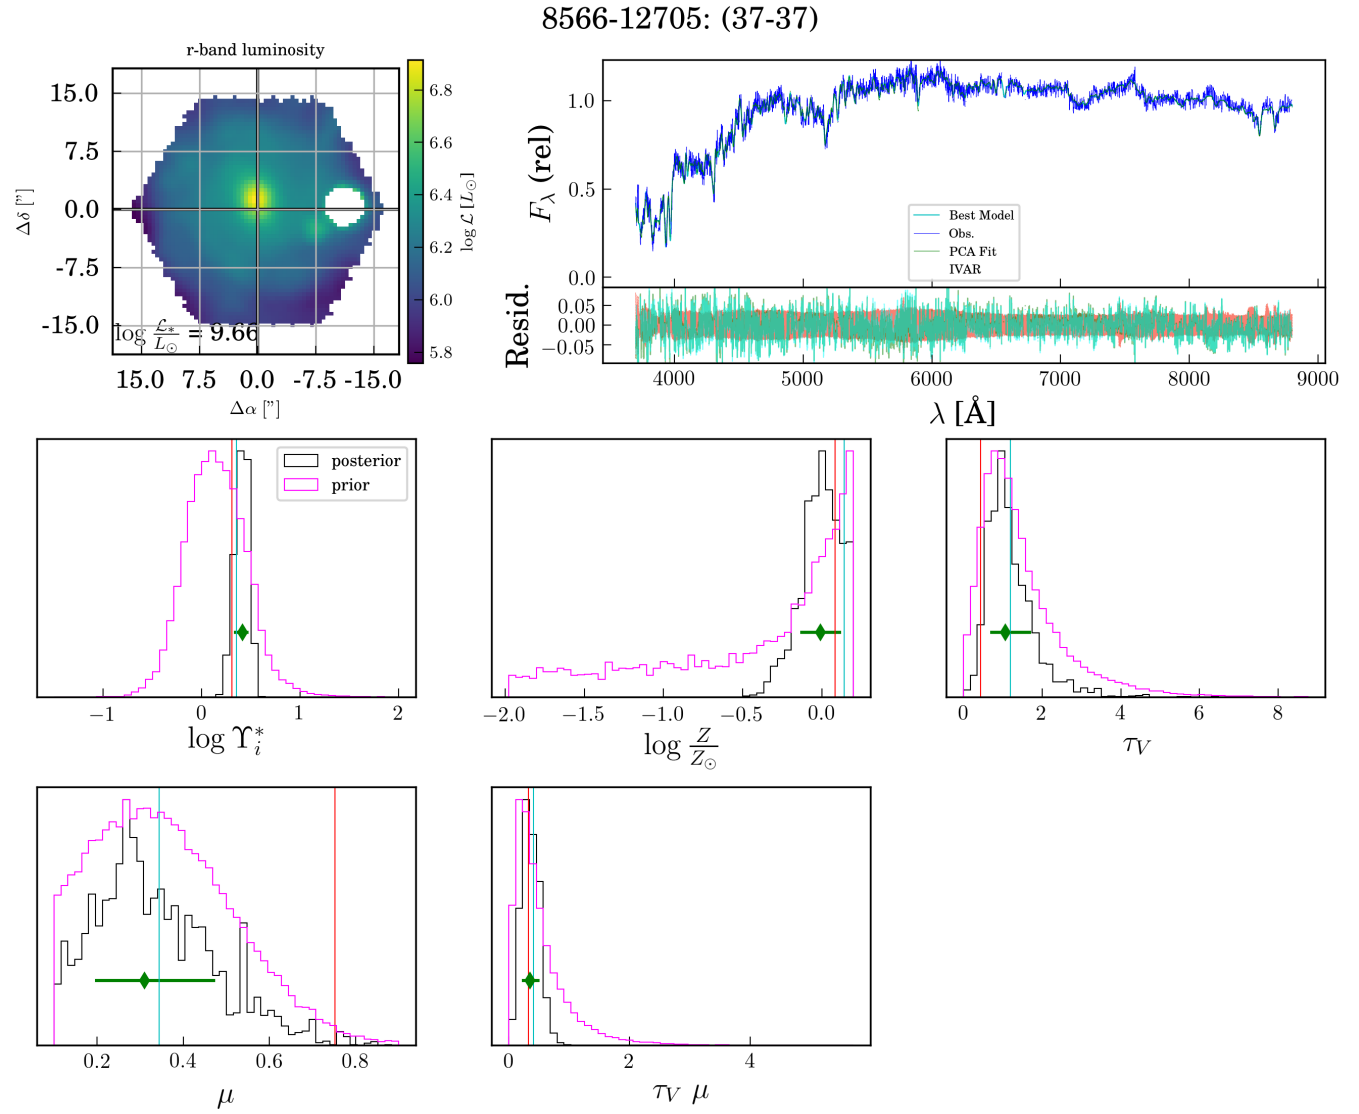 8566-12705: (37-37)
r-band luminosity
15.0
7.5
0.0
-7.5
-15.0
Δδ ["]
log 𝓛*/L⊙ = 9.66
15.0 7.5 0.0 -7.5 -15.0
Δα ["]
6.8
6.6
6.4
6.2
6.0
5.8
log 𝓛 [L⊙]
1.0
0.5
0.0
F_λ (rel)
Best Model
Obs.
PCA Fit
IVAR
0.05
0.00
−0.05
Resid.
4000 5000 6000 7000 8000 9000
λ [Å]
posterior
prior
−1 0 1 2
log Υ*_i
−2.0 −1.5 −1.0 −0.5 0.0
log Z/Z⊙
0 2 4 6 8
τ_V
0.2 0.4 0.6 0.8
μ
0 2 4
τ_V μ